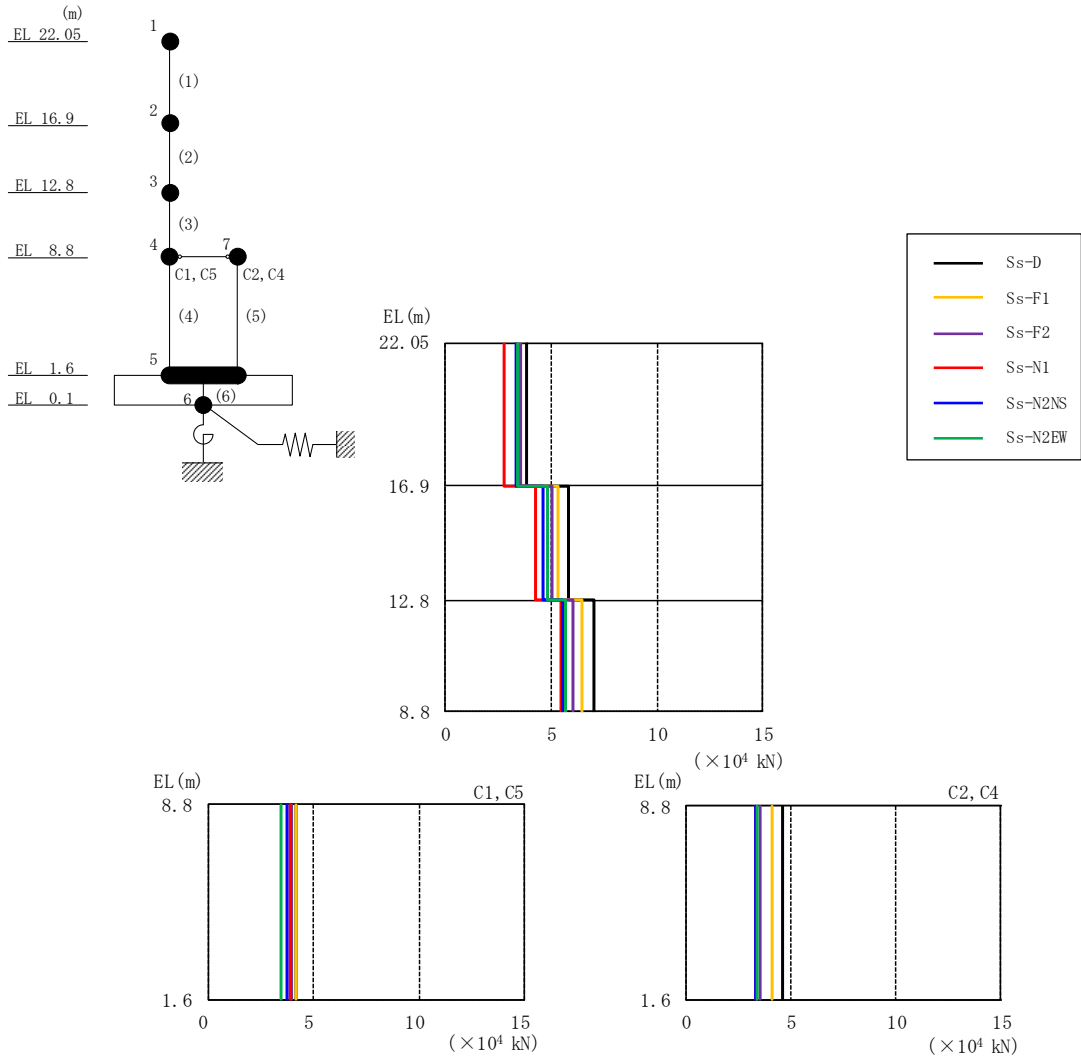 (m)
EL 22.05
EL 16.9
EL 12.8
EL 8.8
EL 1.6
EL 0.1
1
(1)
2
(2)
3
(3)
4
7
C1,C5
C2,C4
(4)
(5)
5
6
(6)
Ss-D
Ss-F1
Ss-F2
Ss-N1
Ss-N2NS
Ss-N2EW
EL(m)
22.05
16.9
12.8
8.8
0
5
10
15
(×10⁴ kN)
EL(m)
C1,C5
8.8
1.6
0
5
10
15
(×10⁴ kN)
EL(m)
C2,C4
8.8
1.6
0
5
10
15
(×10⁴ kN)